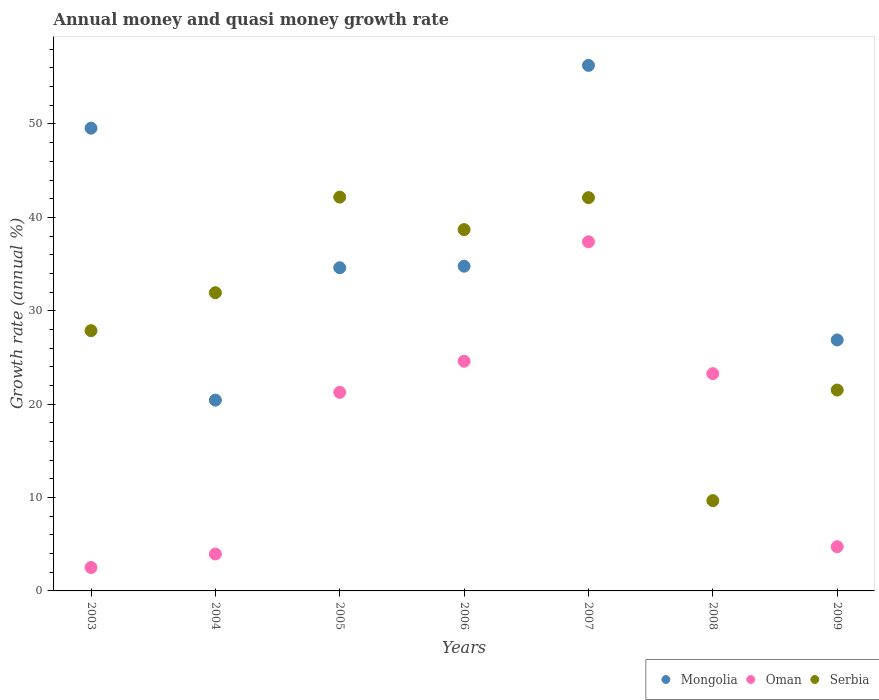 Annual money and quasi money growth rate
Growth rate (annual %)
50
40
30
20
10
0
2003
2004
2005
2006
2007
2008
2009
Years
Mongolia
Oman
Serbia